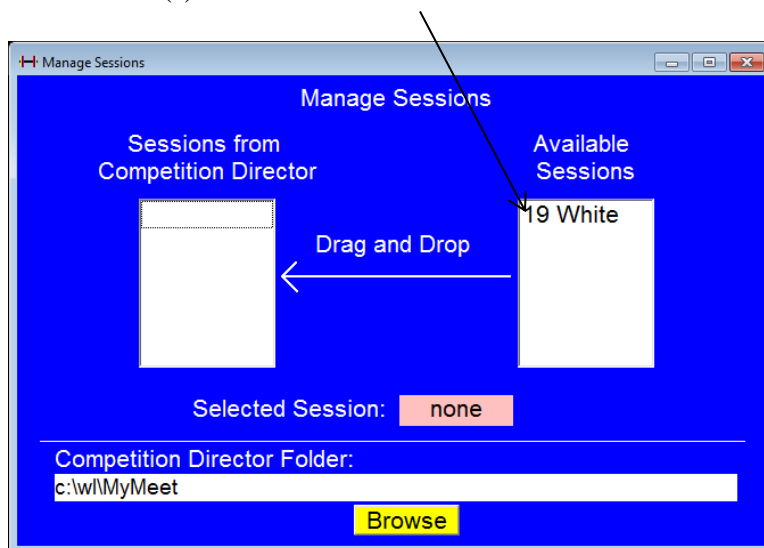 Manage Sessions
Manage Sessions
Sessions from
Competition Director
Available
Sessions
19 White
Drag and Drop
Selected Session: none
Competition Director Folder:
c:\wl\MyMeet
Browse